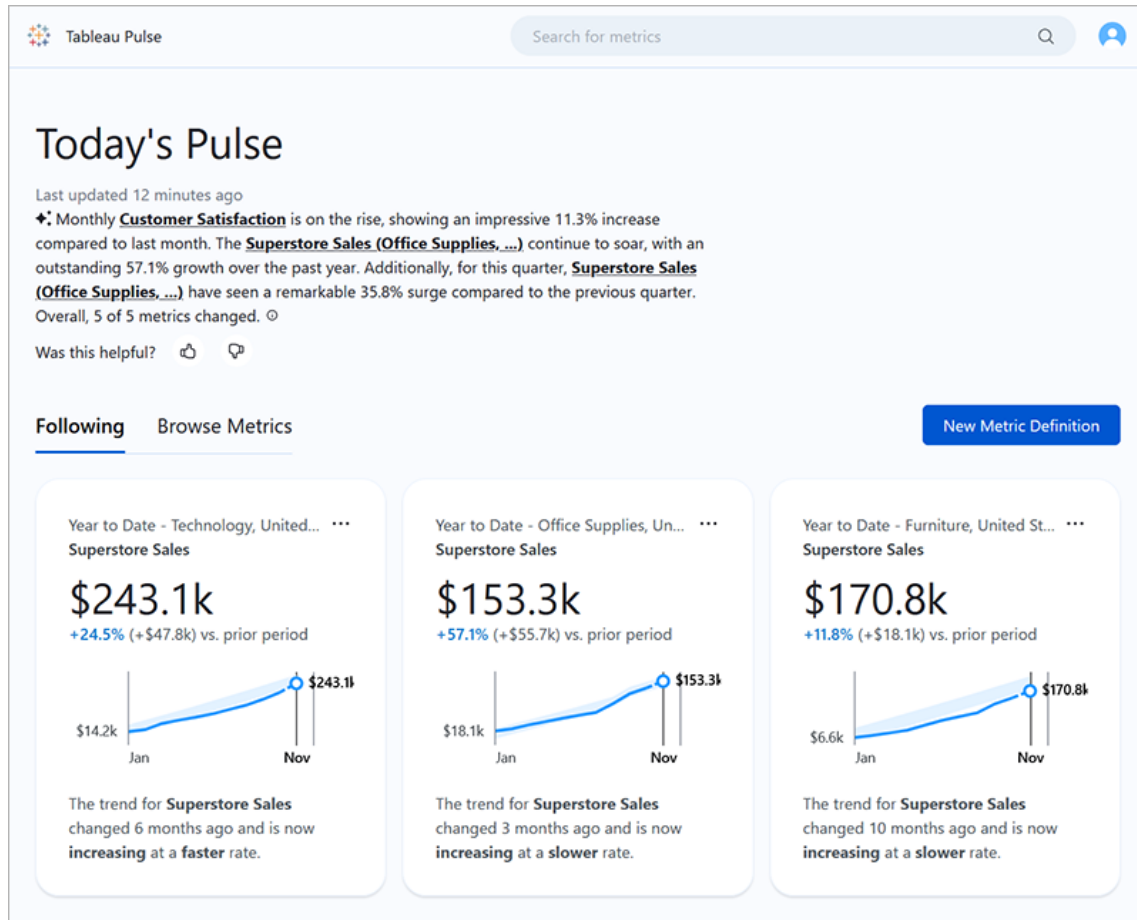 Tableau Pulse
Search for metrics
Today's Pulse
Last updated 12 minutes ago
Monthly Customer Satisfaction is on the rise, showing an impressive 11.3% increase
compared to last month. The Superstore Sales (Office Supplies, ...) continue to soar, with an
outstanding 57.1% growth over the past year. Additionally, for this quarter, Superstore Sales
(Office Supplies, ...) have seen a remarkable 35.8% surge compared to the previous quarter.
Overall, 5 of 5 metrics changed.
Was this helpful?
Following
Browse Metrics
New Metric Definition
Year to Date - Technology, United...
Superstore Sales
$243.1k
+24.5% (+$47.8k) vs. prior period
$243.1k
$14.2k
Jan
Nov
The trend for Superstore Sales
changed 6 months ago and is now
increasing at a faster rate.
Year to Date - Office Supplies, Un...
Superstore Sales
$153.3k
+57.1% (+$55.7k) vs. prior period
$153.3k
$18.1k
Jan
Nov
The trend for Superstore Sales
changed 3 months ago and is now
increasing at a slower rate.
Year to Date - Furniture, United St...
Superstore Sales
$170.8k
+11.8% (+$18.1k) vs. prior period
$170.8k
$6.6k
Jan
Nov
The trend for Superstore Sales
changed 10 months ago and is now
increasing at a slower rate.